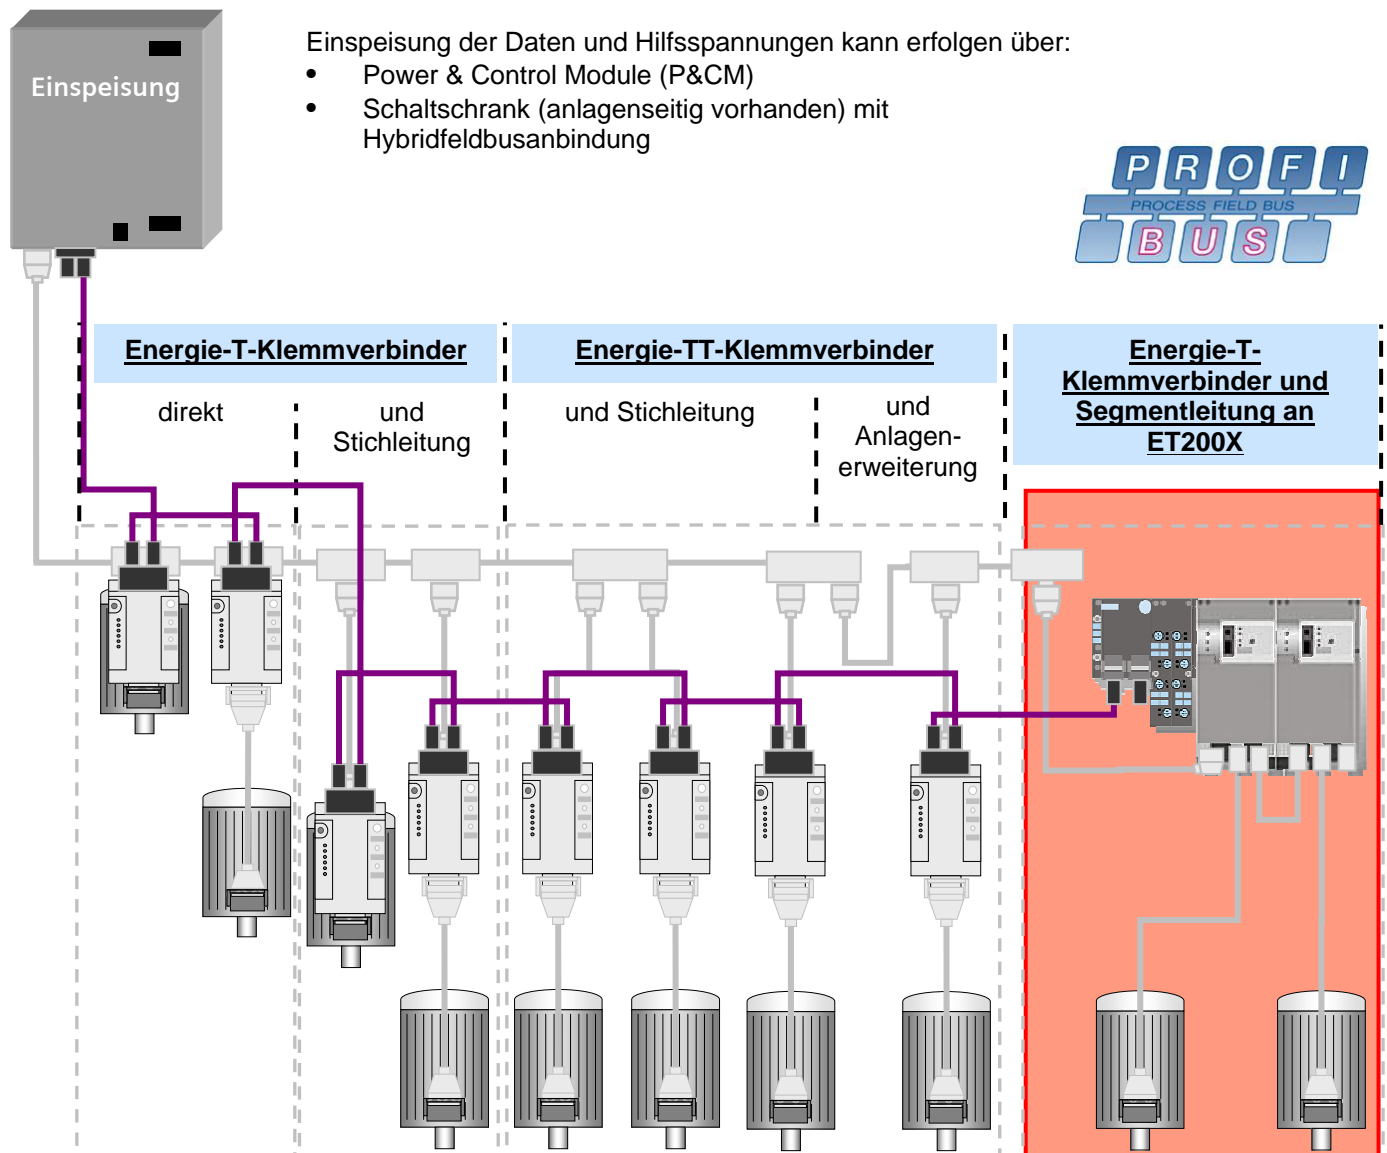 Einspeisung
Einspeisung der Daten und Hilfsspannungen kann erfolgen über:
• Power & Control Module (P&CM)
• Schaltschrank (anlagenseitig vorhanden) mit
Hybridfeldbusanbindung
PROFI
PROCESS FIELD BUS
BUS
Energie-T-Klemmverbinder
direkt
und
Stichleitung
Energie-TT-Klemmverbinder
und Stichleitung
und
Anlagen-
erweiterung
Energie-T-
Klemmverbinder und
Segmentleitung an
ET200X